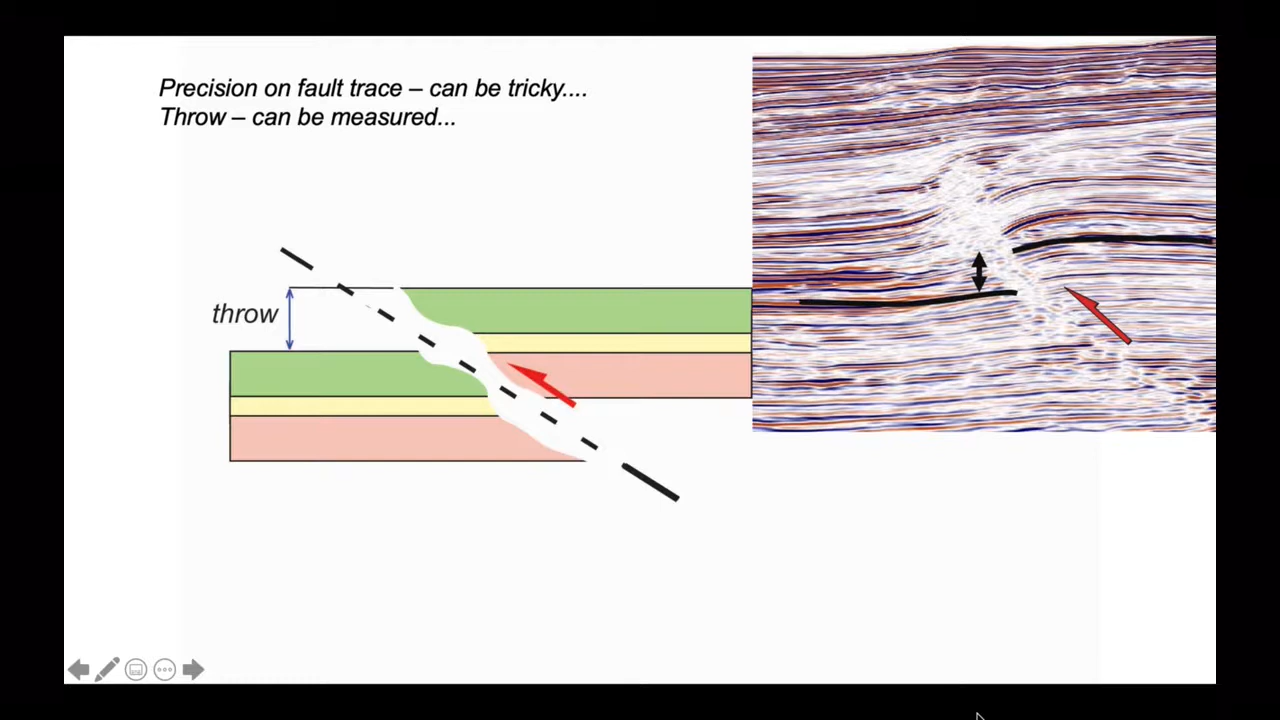 Precision on fault trace – can be tricky....
Throw – can be measured...
throw